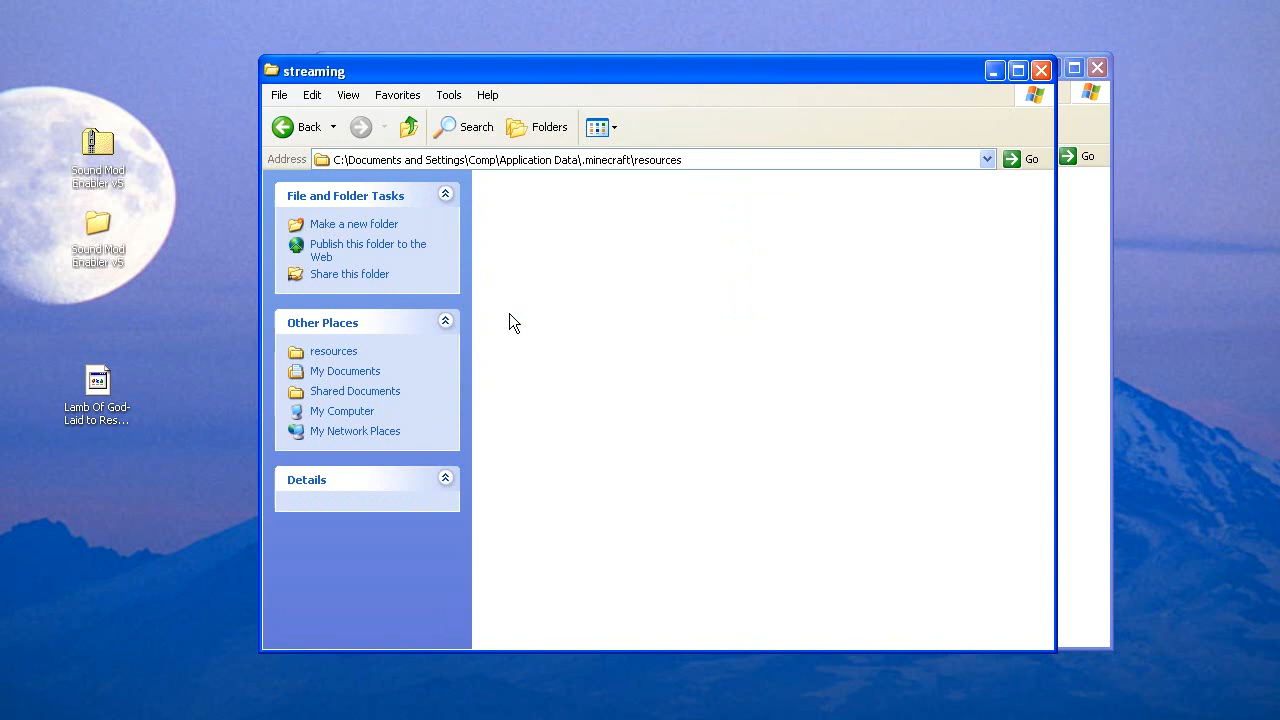 streaming
File Edit View Favorites Tools Help
Back Search Folders
Address C:\Documents and Settings\Comp\Application Data\.minecraft\resources Go
Go
File and Folder Tasks
Make a new folder
Publish this folder to the
Web
Share this folder
Other Places
resources
My Documents
Shared Documents
My Computer
My Network Places
Details
Sound Mod
Enabler v5
Sound Mod
Enabler v5
Lamb Of God-
Laid to Res...